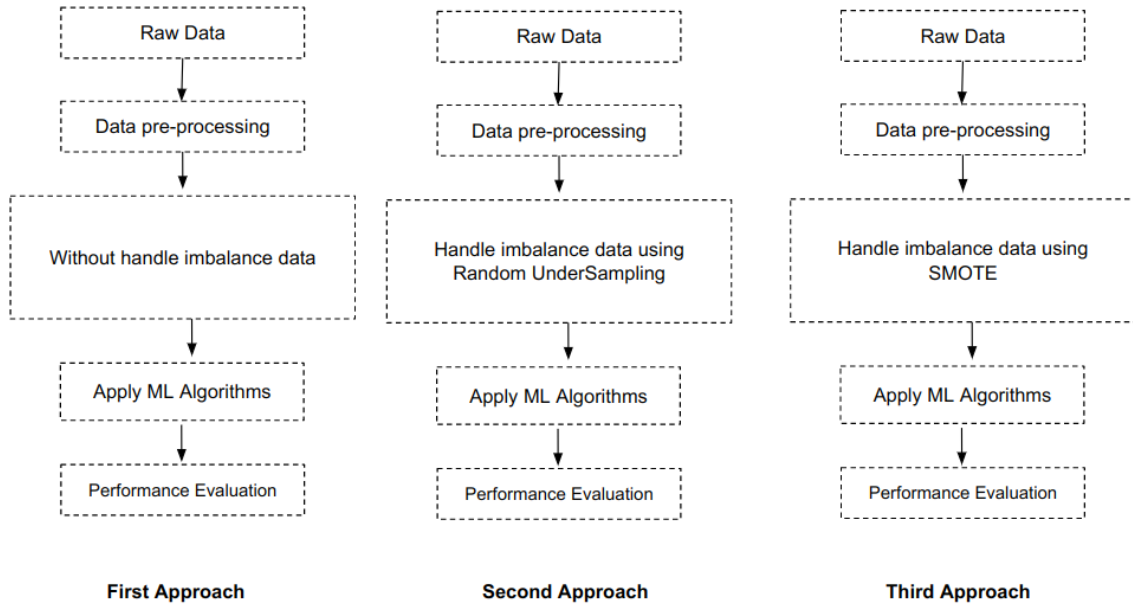 Raw Data
Data pre-processing
Without handle imbalance data
Apply ML Algorithms
Performance Evaluation
First Approach
Raw Data
Data pre-processing
Handle imbalance data using
Random UnderSampling
Apply ML Algorithms
Performance Evaluation
Second Approach
Raw Data
Data pre-processing
Handle imbalance data using
SMOTE
Apply ML Algorithms
Performance Evaluation
Third Approach